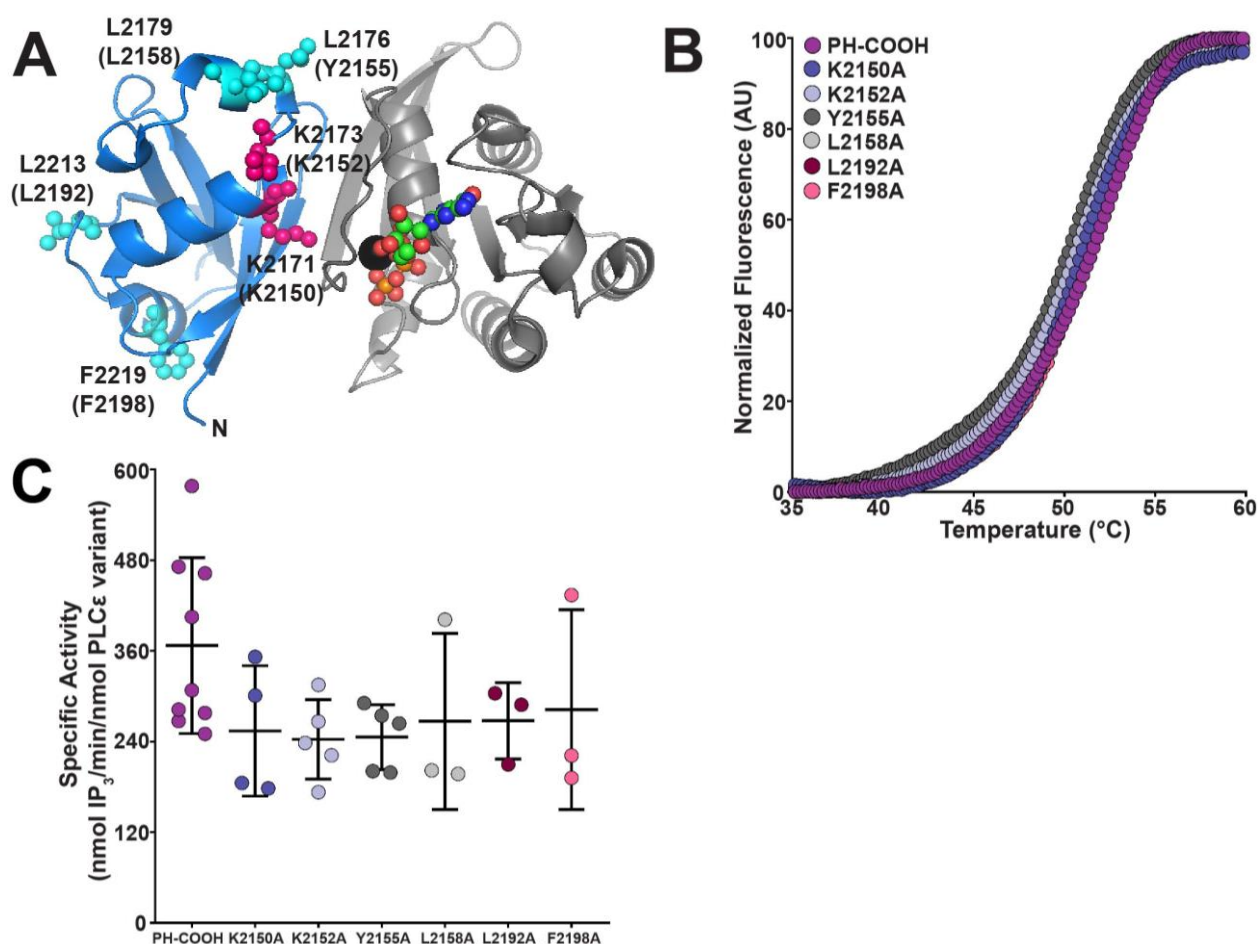 A
L2179
(L2158)
L2176
(Y2155)
K2173
(K2152)
L2213
(L2192)
K2171
(K2150)
F2219
(F2198)
N
B
Normalized Fluorescence (AU)
100
80
60
40
20
0
PH-COOH
K2150A
K2152A
Y2155A
L2158A
L2192A
F2198A
35
40
45
50
55
60
Temperature (°C)
C
Specific Activity
(nmol IP₃/min/nmol PLCε variant)
600
480
360
240
120
0
PH-COOH K2150A K2152A Y2155A L2158A L2192A F2198A